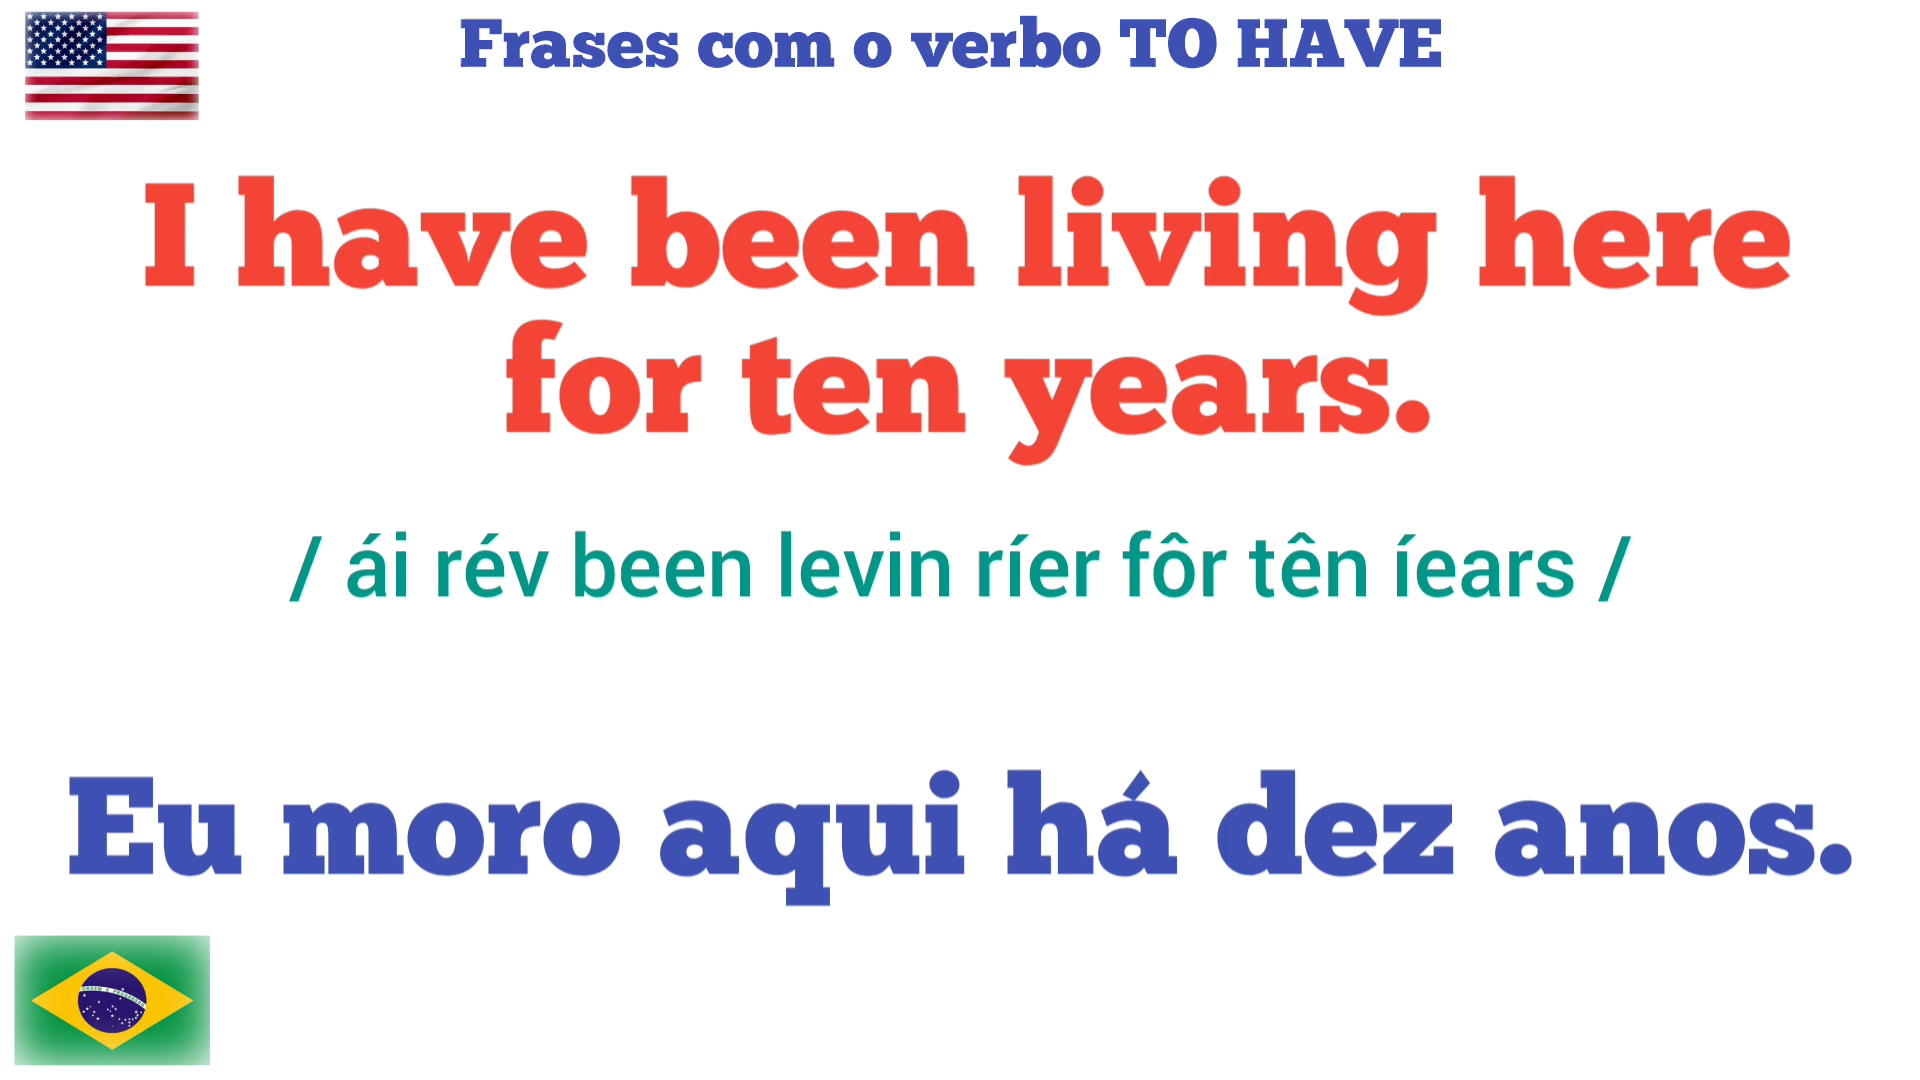 Frases com o verbo TO HAVE
I have been living here
for ten years.
/ ái rév been levin ríer fôr tên íears /
Eu moro aqui há dez anos.